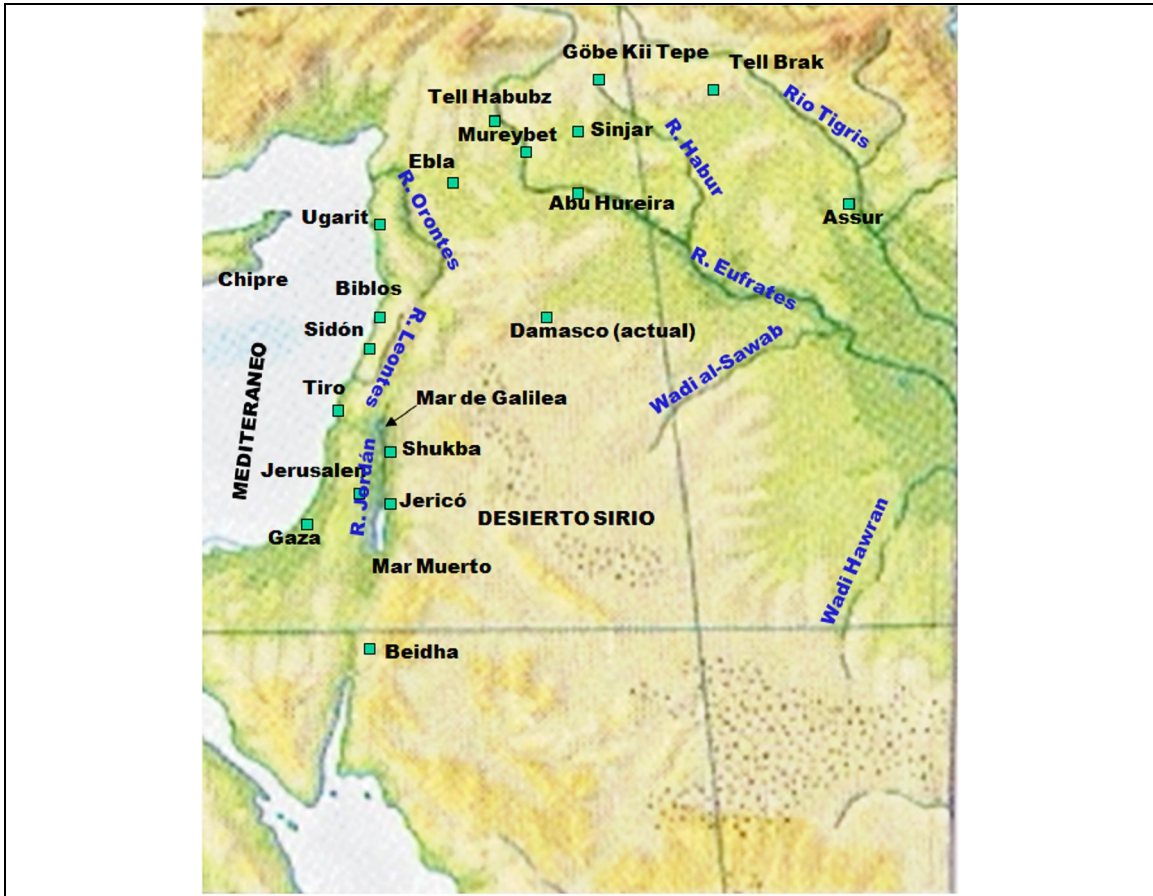 Göbe Kii Tepe
Tell Brak
Tell Habubz
Rio Tigris
Mureybet
Sinjar
R. Habur
Ebla
R. Orontes
Abu Hureira
Assur
Ugarit
R. Eufrates
Chipre
Biblos
Sidón
R. Leontes
Damasco (actual)
Wadi al-Sawab
MEDITERANEO
Tiro
Mar de Galilea
Shukba
Jerusalen
R. Jordán
Jericó
DESIERTO SIRIO
Wadi Hawran
Gaza
Mar Muerto
Beidha